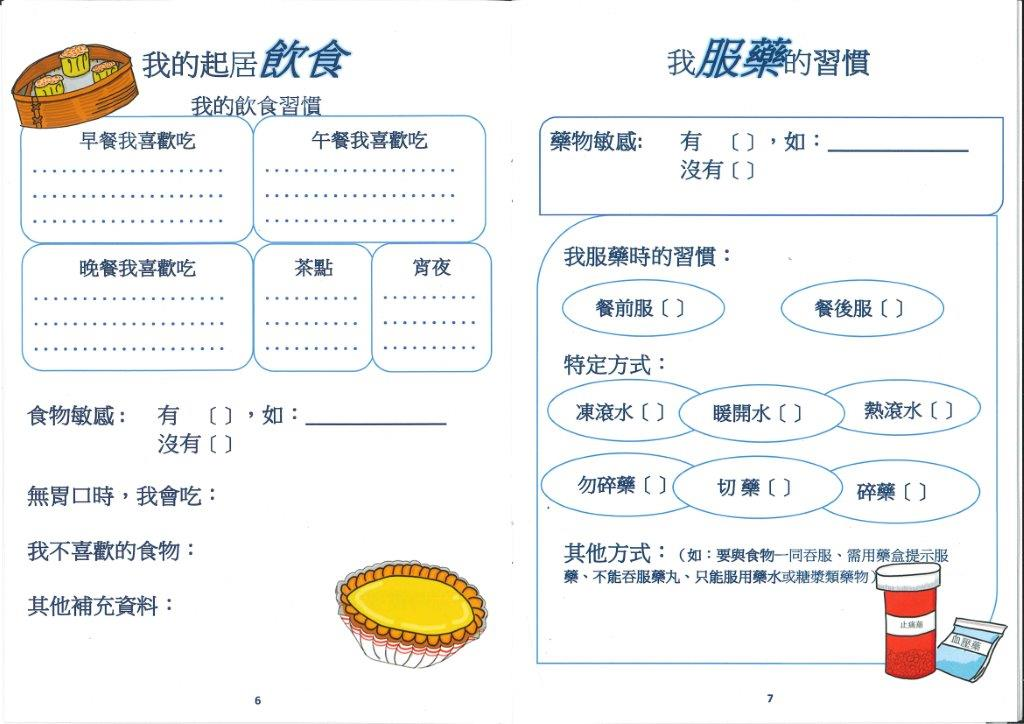 我的起居飲食
我的飲食習慣
早餐我喜歡吃
午餐我喜歡吃
晚餐我喜歡吃
茶點
宵夜
食物敏感： 有 〔 〕，如：
沒有〔 〕
無胃口時，我會吃：
我不喜歡的食物：
其他補充資料：
6
我服藥的習慣
藥物敏感: 有 〔 〕，如：
沒有〔 〕
我服藥時的習慣：
餐前服〔 〕
餐後服〔 〕
特定方式：
凍滾水〔 〕
暖開水〔 〕
熱滾水〔 〕
勿碎藥〔 〕
切 藥〔 〕
碎藥〔 〕
其他方式：（如：要與食物一同吞服、需用藥盒提示服
藥、不能吞服藥丸、只能服用藥水或糖漿類藥物）
止痛藥
血壓藥
7